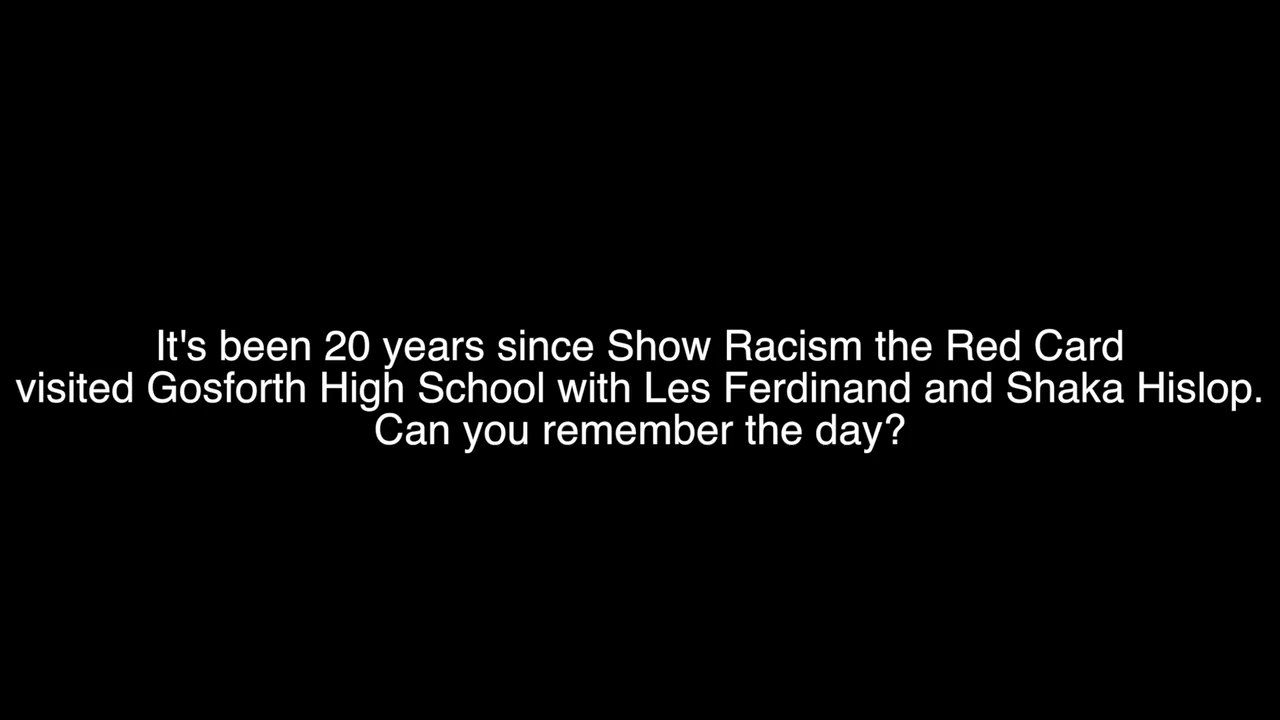 It's been 20 years since Show Racism the Red Card
visited Gosforth High School with Les Ferdinand and Shaka Hislop.
Can you remember the day?